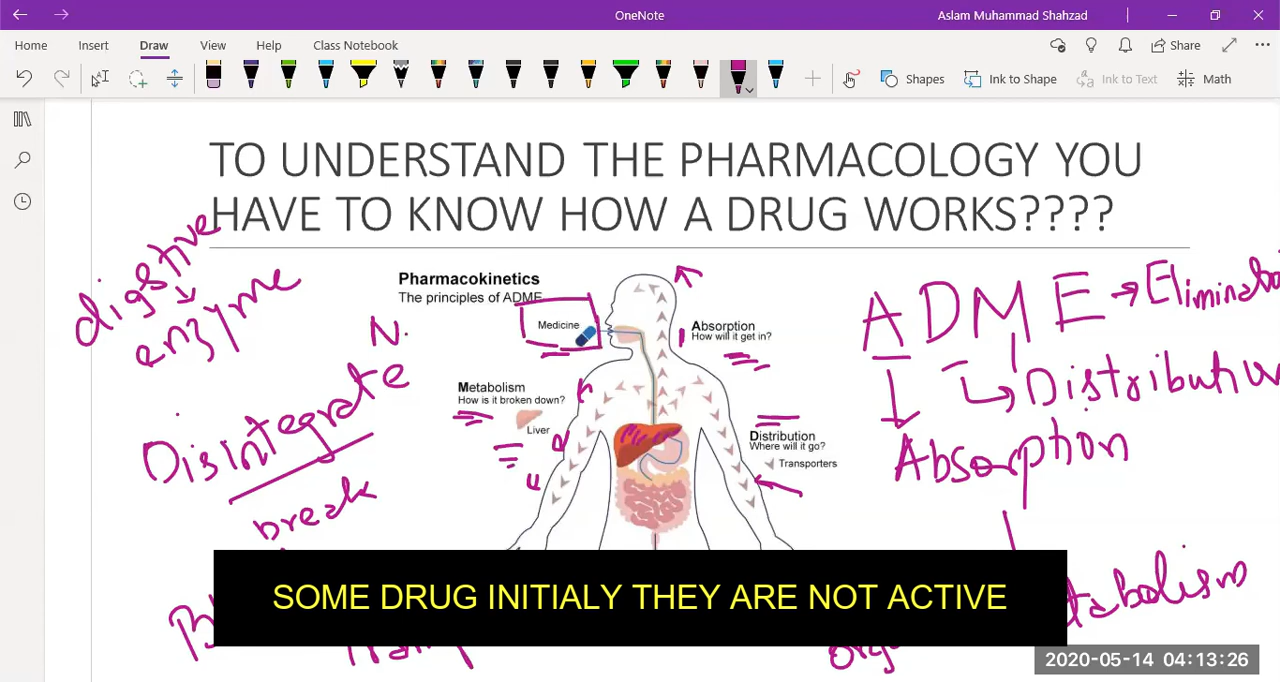 OneNote
Aslam Muhammad Shahzad
Home Insert Draw View Help Class Notebook
Share
Shapes Ink to Shape Ink to Text Math
TO UNDERSTAND THE PHARMACOLOGY YOU
HAVE TO KNOW HOW A DRUG WORKS????
digstive
enzyme
N.
Disintegrate
break
Pharmacokinetics
The principles of ADME
Medicine
Absorption
How will it get in?
Metabolism
How is it broken down?
Liver
Distribution
Where will it go?
Transporters
ADME
Absorption
SOME DRUG INITIALY THEY ARE NOT ACTIVE
2020-05-14 04:13:26